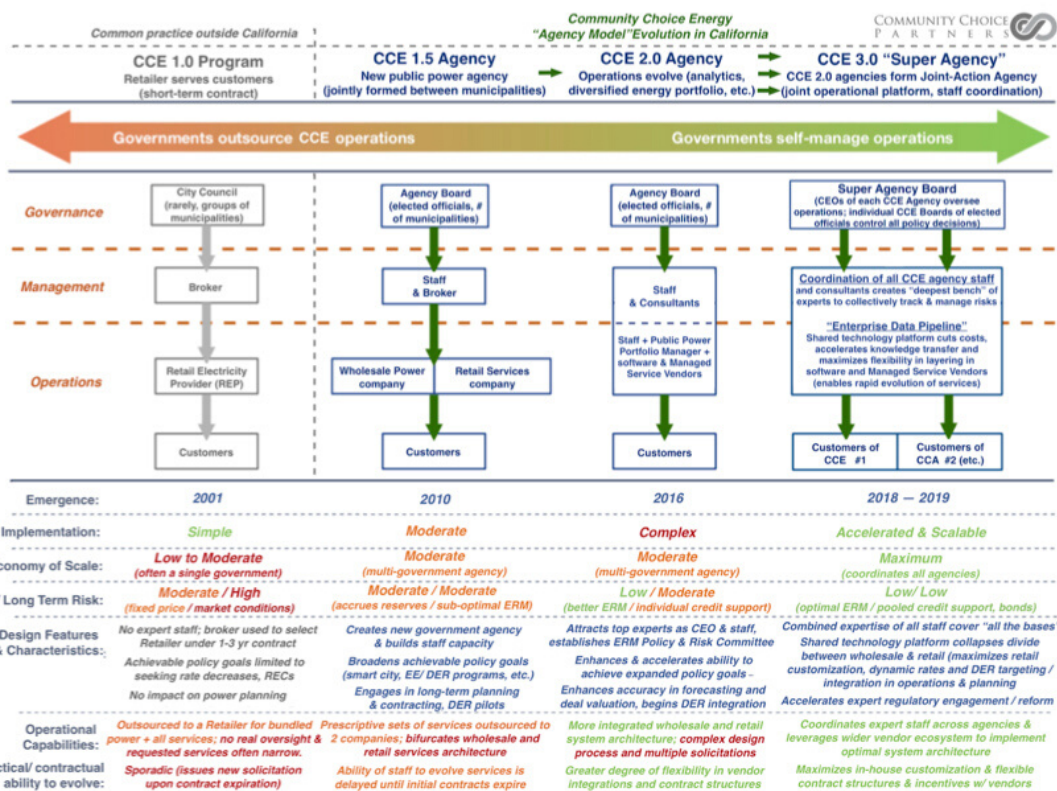 Common practice outside California
Community Choice Energy
"Agency Model"Evolution in California
COMMUNITY CHOICE
PARTNERS
CCE 1.0 Program
Retailer serves customers
(short-term contract)
CCE 1.5 Agency
New public power agency
(jointly formed between municipalities)
CCE 2.0 Agency
Operations evolve (analytics,
diversified energy portfolio, etc.)
CCE 3.0 "Super Agency"
CCE 2.0 agencies form Joint-Action Agency
(joint operational platform, staff coordination)
Governments outsource CCE operations
Governments self-manage operations
Governance
City Council
(rarely, groups of
municipalities)
Agency Board
(elected officials, #
of municipalities)
Agency Board
(elected officials, #
of municipalities)
Super Agency Board
(CEOs of each CCE Agency oversee
operations; individual CCE Boards of elected
officials control all policy decisions)
Management
Broker
Staff
& Broker
Staff
& Consultants
Coordination of all CCE agency staff
and consultants creates "deepest bench" of
experts to collectively track & manage risks
Operations
Retail Electricity
Provider (REP)
Wholesale Power
company
Retail Services
company
Staff + Public Power
Portfolio Manager +
software & Managed
Service Vendors
"Enterprise Data Pipeline"
Shared technology platform cuts costs,
accelerates knowledge transfer and
maximizes flexibility in layering in
software and Managed Service Vendors
(enables rapid evolution of services)
Customers
Customers
Customers
Customers of
CCE #1
Customers of
CCA #2 (etc.)
Emergence:
2001
2010
2016
2018 — 2019
Implementation:
Simple
Moderate
Complex
Accelerated & Scalable
conomy of Scale:
Low to Moderate
(often a single government)
Moderate
(multi-government agency)
Moderate
(multi-government agency)
Maximum
(coordinates all agencies)
/ Long Term Risk:
Moderate / High
(fixed price / market conditions)
Moderate / Moderate
(accrues reserves / sub-optimal ERM)
Low / Moderate
(better ERM / individual credit support)
Low/ Low
(optimal ERM / pooled credit support, bonds)
Design Features
& Characteristics:
No expert staff; broker used to select
Retailer under 1-3 yr contract
Achievable policy goals limited to
seeking rate decreases, RECs
No impact on power planning
Creates new government agency
& builds staff capacity
Broadens achievable policy goals
(smart city, EE/ DER programs, etc.)
Engages in long-term planning
& contracting, DER pilots
Attracts top experts as CEO & staff,
establishes ERM Policy & Risk Committee
Enhances & accelerates ability to
achieve expanded policy goals -
Enhances accuracy in forecasting and
deal valuation, begins DER integration
Combined expertise of all staff cover "all the bases
Shared technology platform collapses divide
between wholesale & retail (maximizes retail
customization, dynamic rates and DER targeting /
integration in operations & planning
Accelerates expert regulatory engagement / reform
Operational
Capabilities:
Outsourced to a Retailer for bundled
power + all services; no real oversight &
requested services often narrow.
Prescriptive sets of services outsourced to
2 companies; bifurcates wholesale and
retail services architecture
More integrated wholesale and retail
system architecture; complex design
process and multiple solicitations
Coordinates expert staff across agencies &
leverages wider vendor ecosystem to implement
optimal system architecture
ctical/ contractual
ability to evolve:
Sporadic (issues new solicitation
upon contract expiration)
Ability of staff to evolve services is
delayed until initial contracts expire
Greater degree of flexibility in vendor
integrations and contract structures
Maximizes in-house customization & flexible
contract structures & incentives w/ vendors